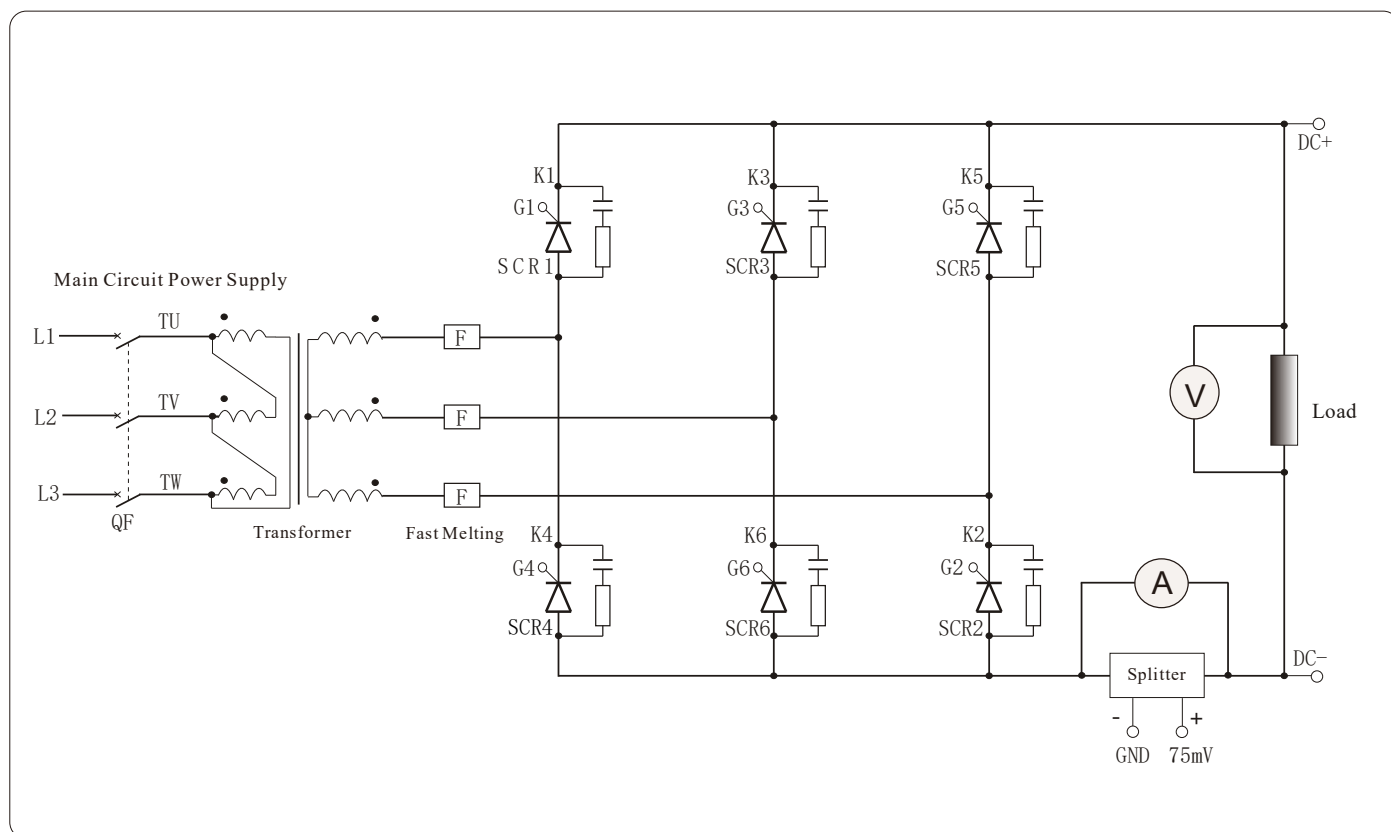 DC+
K1
K3
K5
G1
G3
G5
SCR1
SCR3
SCR5
Main Circuit Power Supply
L1
TU
F
L2
TV
F
V
Load
L3
TW
F
QF
Transformer
Fast Melting
K4
K6
K2
G4
G6
G2
A
SCR4
SCR6
SCR2
DC-
Splitter
- +
GND 75mV